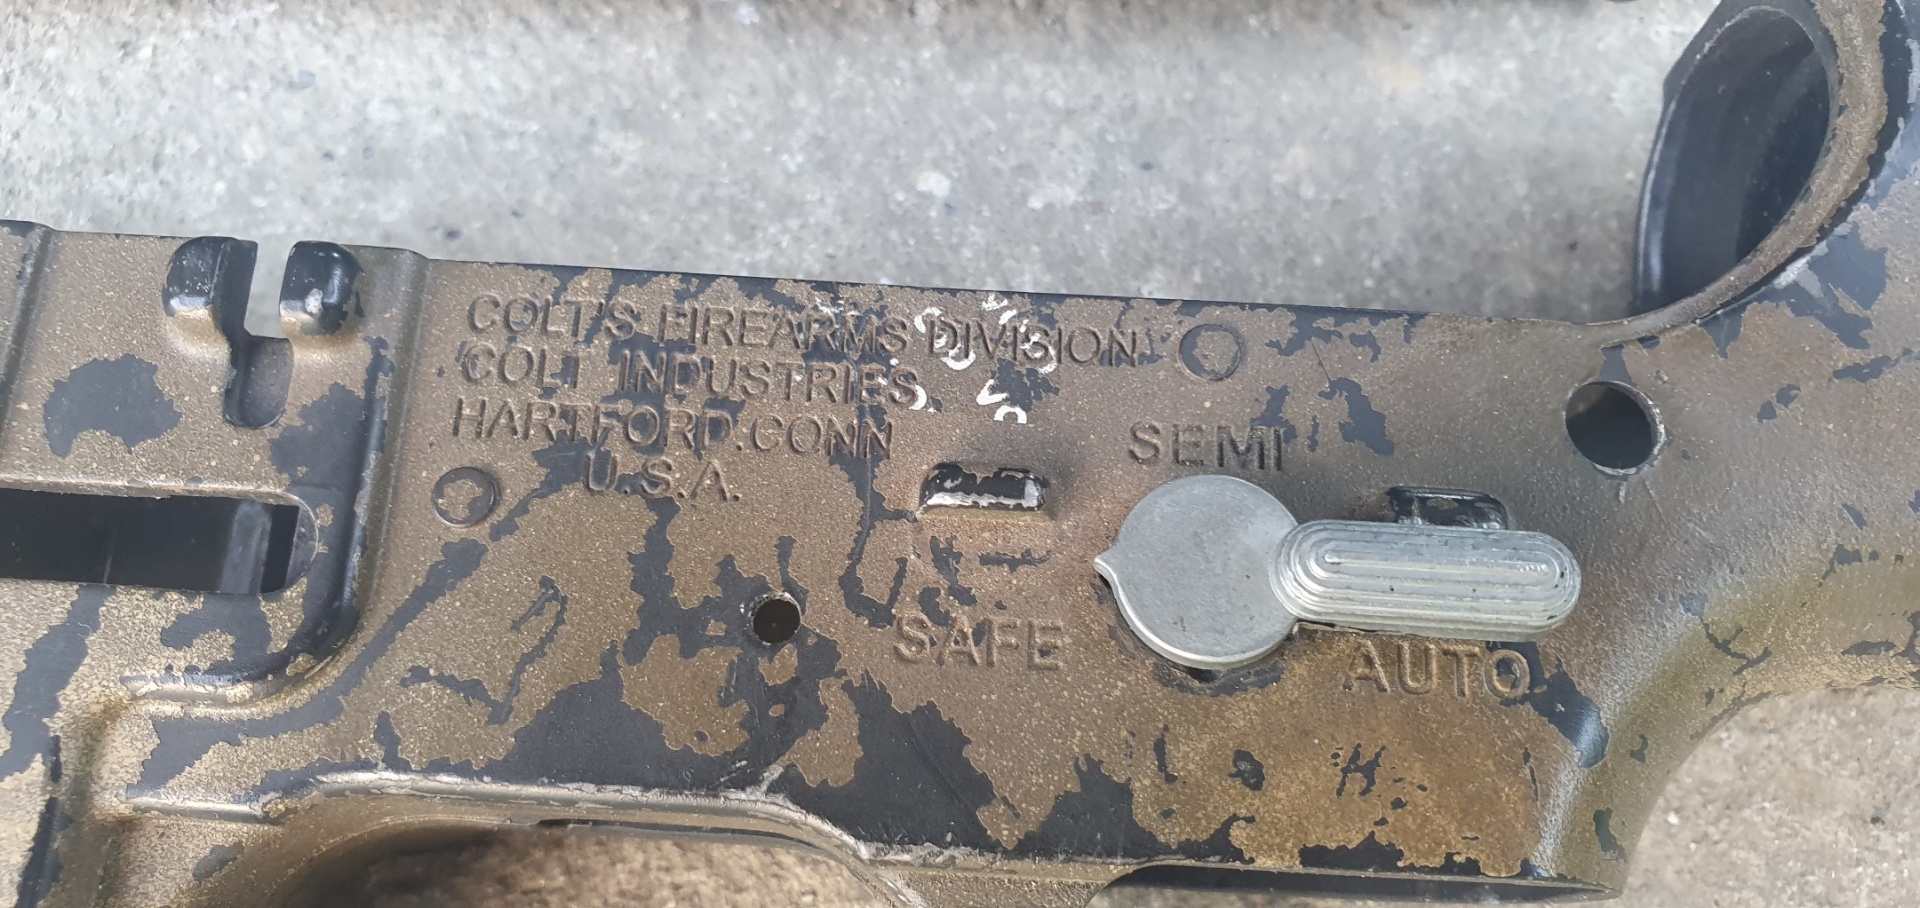 COLT'S FIREARMS DIVISION
COLT INDUSTRIES
HARTFORD.CONN
U.S.A.
SEMI
SAFE
AUTO